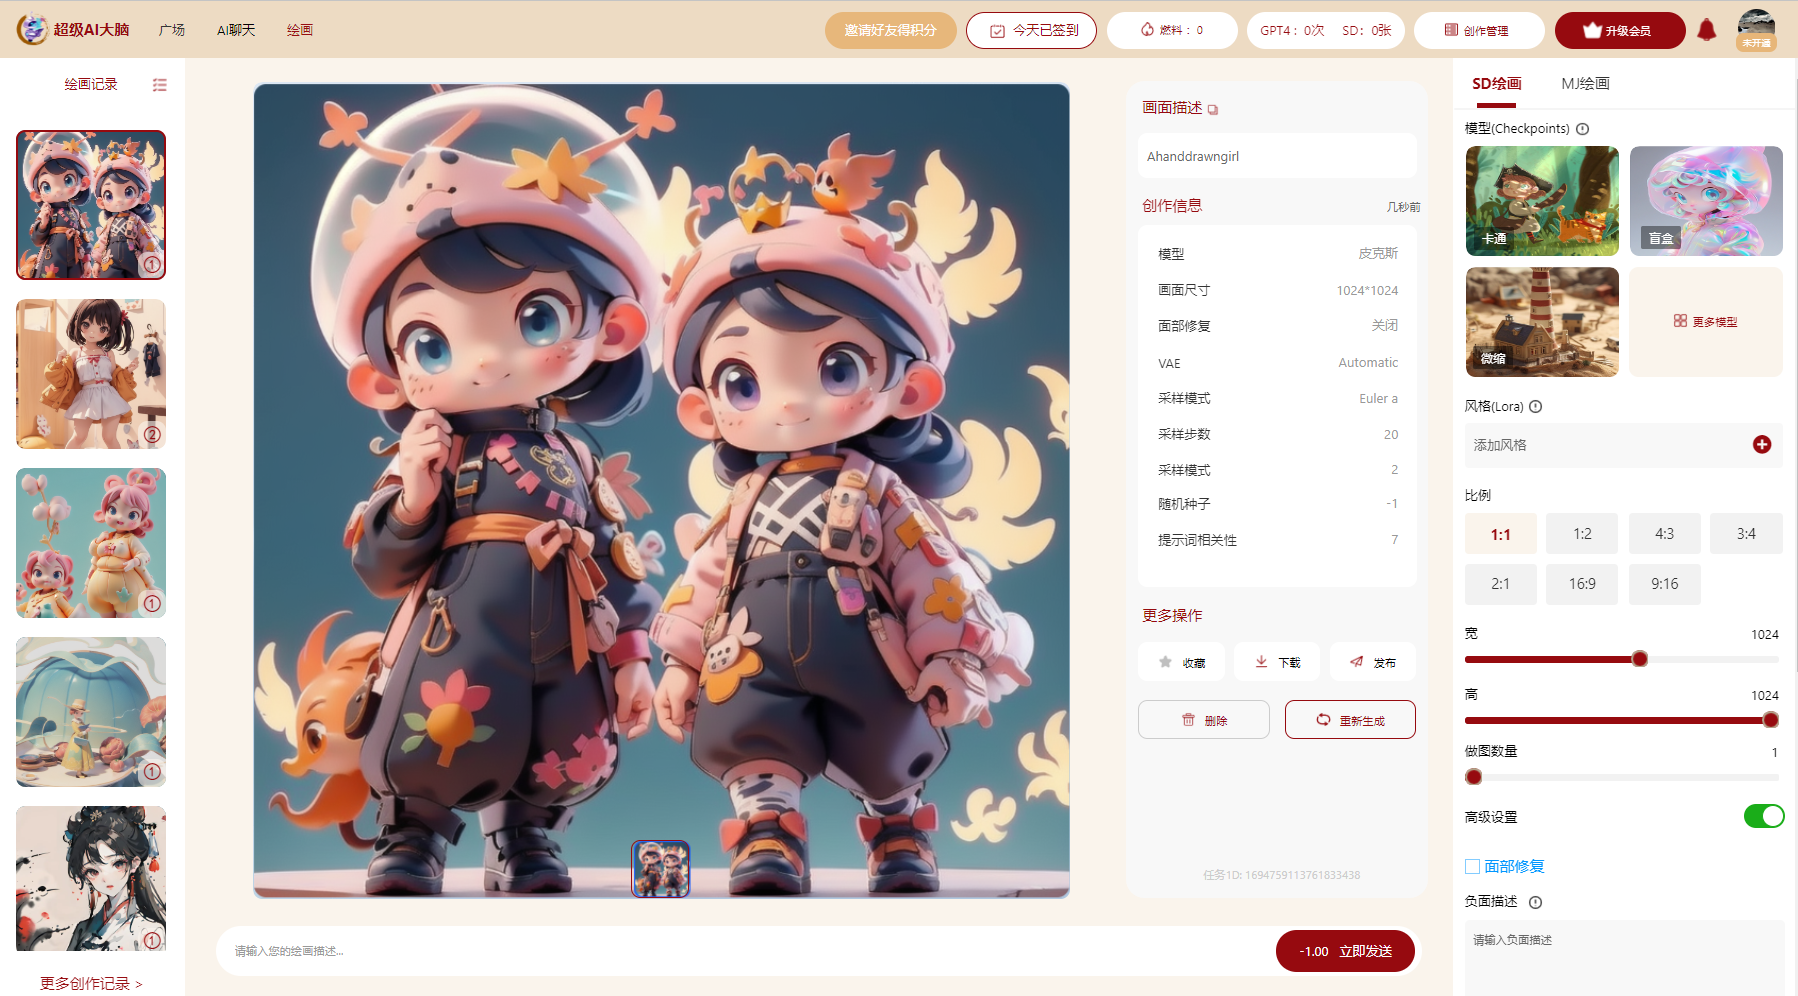 超级AI大脑 广场 AI聊天 绘画 邀请好友得积分 今天已签到 燃料： 0 GPT4： 0次 SD： 0张 创作管理 升级会员 未开通
绘画记录
1
2
1
1
1
更多创作记录 >
画面描述
Ahanddrawngirl
创作信息 几秒前
模型 皮克斯
画面尺寸 1024*1024
面部修复 关闭
VAE Automatic
采样模式 Euler a
采样步数 20
采样模式 2
随机种子 -1
提示词相关性 7
更多操作
收藏 下载 发布
删除 重新生成
任务1D: 1694759113761833438
请输入您的绘画描述... -1.00 立即发送
SD绘画 MJ绘画
模型(Checkpoints)
卡通 盲盒
微缩 更多模型
风格(Lora)
添加风格
比例
1:1 1:2 4:3 3:4
2:1 16:9 9:16
宽 1024
高 1024
做图数量 1
高级设置
面部修复
负面描述
请输入负面描述